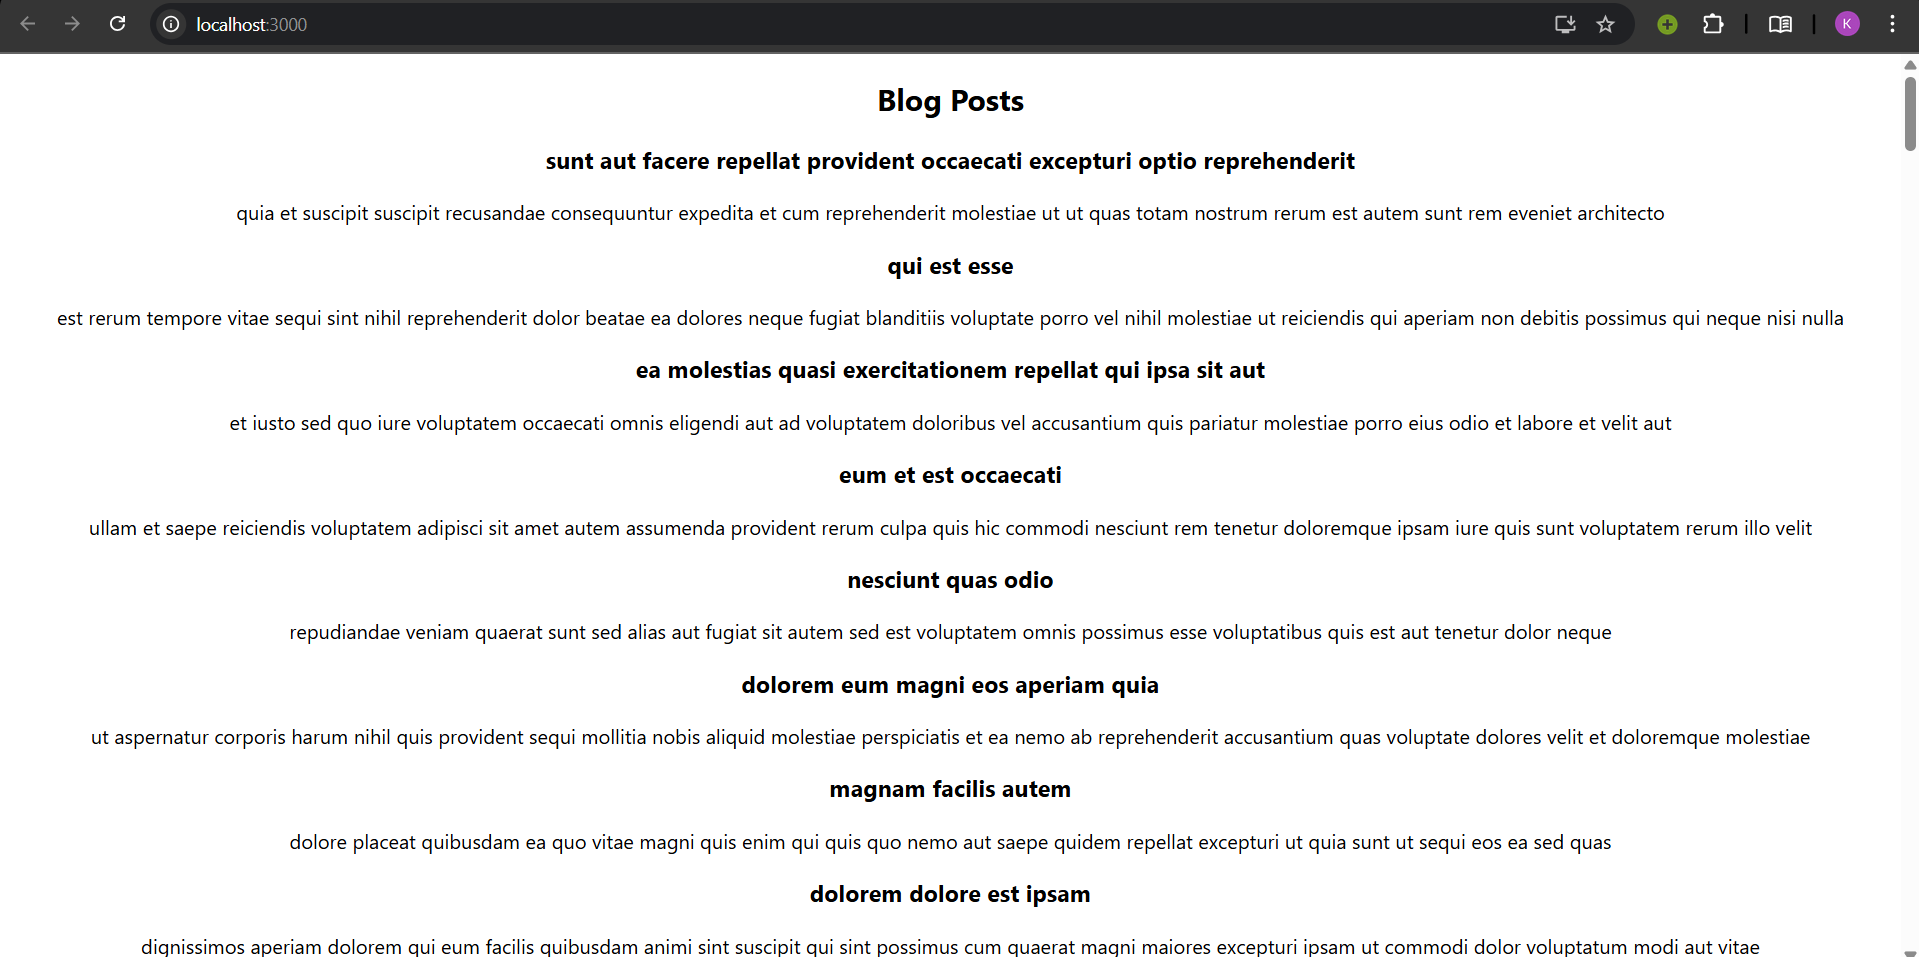 localhost:3000
K
Blog Posts
sunt aut facere repellat provident occaecati excepturi optio reprehenderit
quia et suscipit suscipit recusandae consequuntur expedita et cum reprehenderit molestiae ut ut quas totam nostrum rerum est autem sunt rem eveniet architecto
qui est esse
est rerum tempore vitae sequi sint nihil reprehenderit dolor beatae ea dolores neque fugiat blanditiis voluptate porro vel nihil molestiae ut reiciendis qui aperiam non debitis possimus qui neque nisi nulla
ea molestias quasi exercitationem repellat qui ipsa sit aut
et iusto sed quo iure voluptatem occaecati omnis eligendi aut ad voluptatem doloribus vel accusantium quis pariatur molestiae porro eius odio et labore et velit aut
eum et est occaecati
ullam et saepe reiciendis voluptatem adipisci sit amet autem assumenda provident rerum culpa quis hic commodi nesciunt rem tenetur doloremque ipsam iure quis sunt voluptatem rerum illo velit
nesciunt quas odio
repudiandae veniam quaerat sunt sed alias aut fugiat sit autem sed est voluptatem omnis possimus esse voluptatibus quis est aut tenetur dolor neque
dolorem eum magni eos aperiam quia
ut aspernatur corporis harum nihil quis provident sequi mollitia nobis aliquid molestiae perspiciatis et ea nemo ab reprehenderit accusantium quas voluptate dolores velit et doloremque molestiae
magnam facilis autem
dolore placeat quibusdam ea quo vitae magni quis enim qui quis quo nemo aut saepe quidem repellat excepturi ut quia sunt ut sequi eos ea sed quas
dolorem dolore est ipsam
dignissimos aperiam dolorem qui eum facilis quibusdam animi sint suscipit qui sint possimus cum quaerat magni maiores excepturi ipsam ut commodi dolor voluptatum modi aut vitae